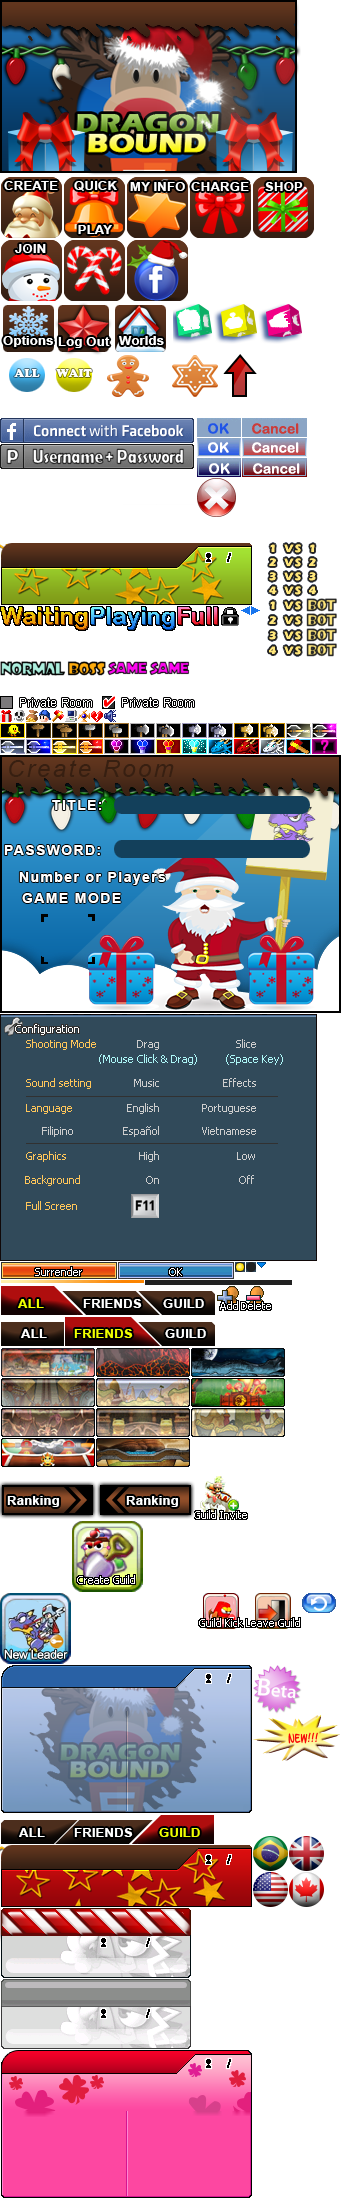 DRAGON
BOUND
CREATE
QUICK
PLAY
MY INFO
CHARGE
SHOP
JOIN
Options
Log Out
Worlds
ALL
WAIT
Connect with Facebook
OK
Cancel
Username + Password
OK
Cancel
OK
Cancel
/
1 VS 1
2 VS 2
3 VS 3
4 VS 4
1 VS BOT
2 VS BOT
3 VS BOT
4 VS BOT
Waiting Playing Full
NORMAL BOSS SAME SAME
Private Room
Private Room
Create Room
TITLE:
PASSWORD:
Number or Players
GAME MODE
Configuration
Shooting Mode Drag Slice
(Mouse Click & Drag) (Space Key)
Sound setting Music Effects
Language English Portuguese
Filipino Español Vietnamese
Graphics High Low
Background On Off
Full Screen F11
Surrender OK
ALL FRIENDS GUILD
Add Delete
ALL FRIENDS GUILD
Ranking
Ranking
Guild Invite
Create Guild
New Leader
Guild Kick Leave Guild
/
DRAGON
BOUND
Beta
NEW!!!
ALL FRIENDS GUILD
/
/
/
/